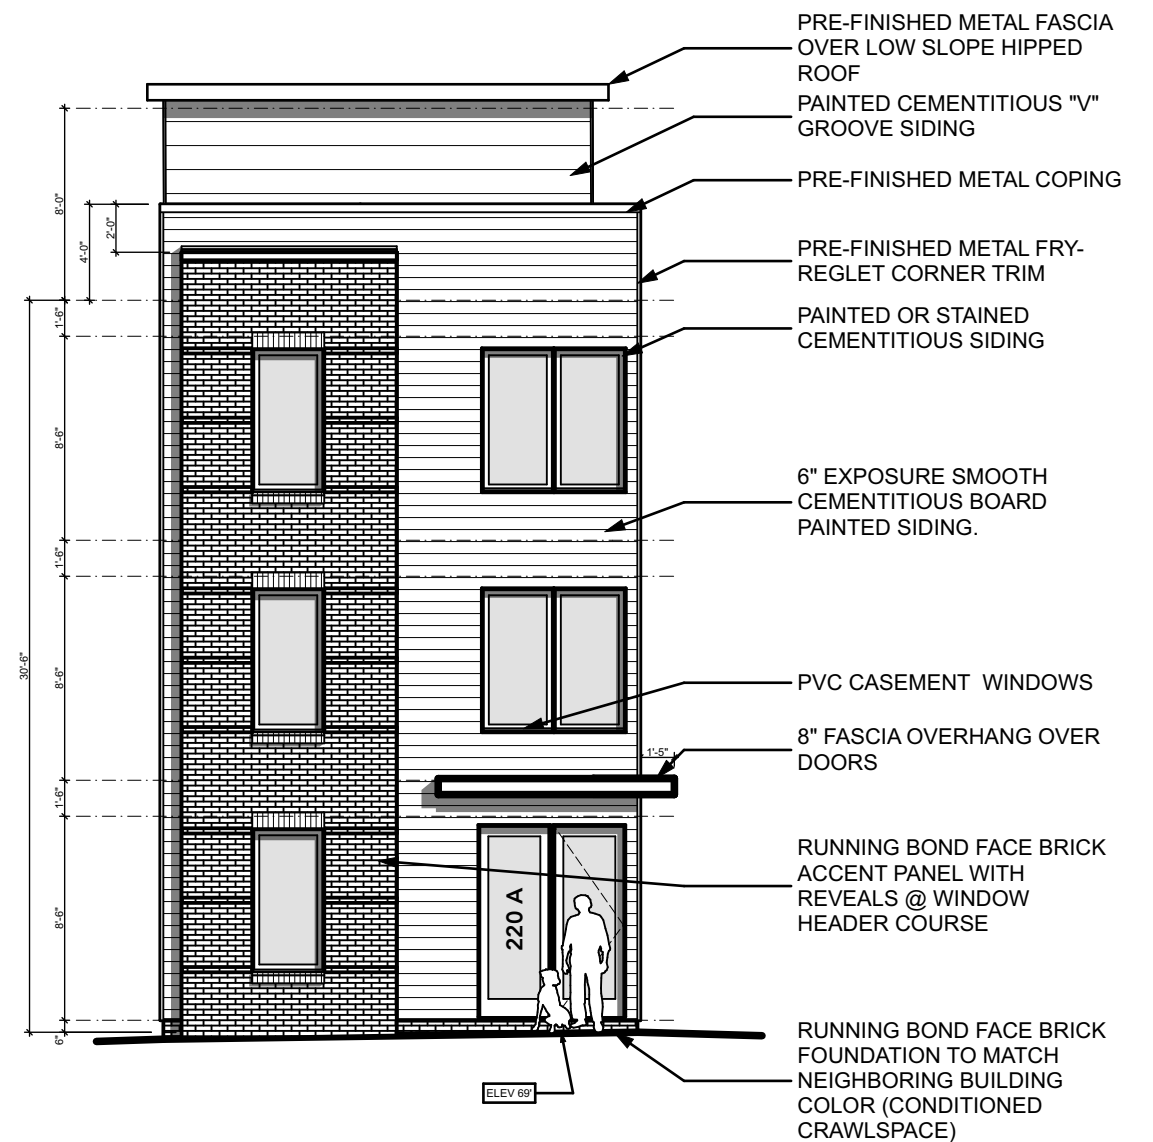 PRE-FINISHED METAL FASCIA
OVER LOW SLOPE HIPPED
ROOF
PAINTED CEMENTITIOUS "V"
GROOVE SIDING
PRE-FINISHED METAL COPING
PRE-FINISHED METAL FRY-
REGLET CORNER TRIM
PAINTED OR STAINED
CEMENTITIOUS SIDING
6" EXPOSURE SMOOTH
CEMENTITIOUS BOARD
PAINTED SIDING.
PVC CASEMENT WINDOWS
8" FASCIA OVERHANG OVER
DOORS
RUNNING BOND FACE BRICK
ACCENT PANEL WITH
REVEALS @ WINDOW
HEADER COURSE
RUNNING BOND FACE BRICK
FOUNDATION TO MATCH
NEIGHBORING BUILDING
COLOR (CONDITIONED
CRAWLSPACE)
8'-0"
4'-0"
2'-0"
1'-6"
8'-6"
1'-6"
30'-6"
8'-6"
1'-6"
8'-6"
6"
1'-5"
220 A
ELEV 69'